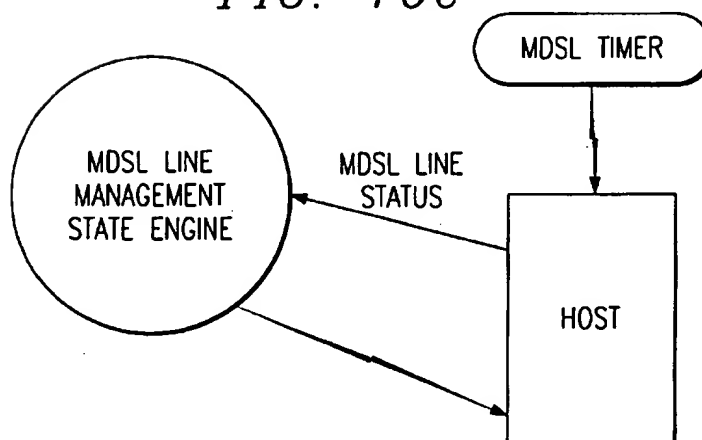 MDSL TIMER
MDSL LINE
MANAGEMENT
STATE ENGINE
MDSL LINE
STATUS
HOST